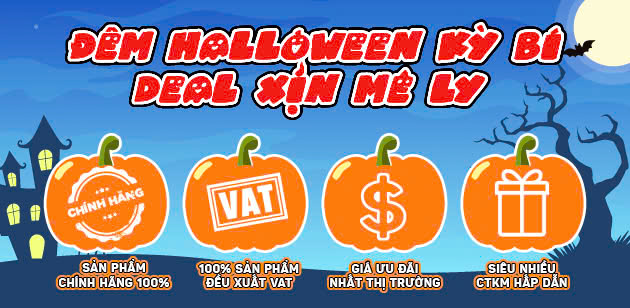 ĐÊM HALLOWEEN KỲ BÍ
DEAL XỊN MÊ LY
CHÍNH HÃNG
VAT
$
SẢN PHẨM
CHÍNH HÃNG 100%
100% SẢN PHẨM
ĐỀU XUẤT VAT
GIÁ ƯU ĐÃI
NHẤT THỊ TRƯỜNG
SIÊU NHIỀU
CTKM HẤP DẪN